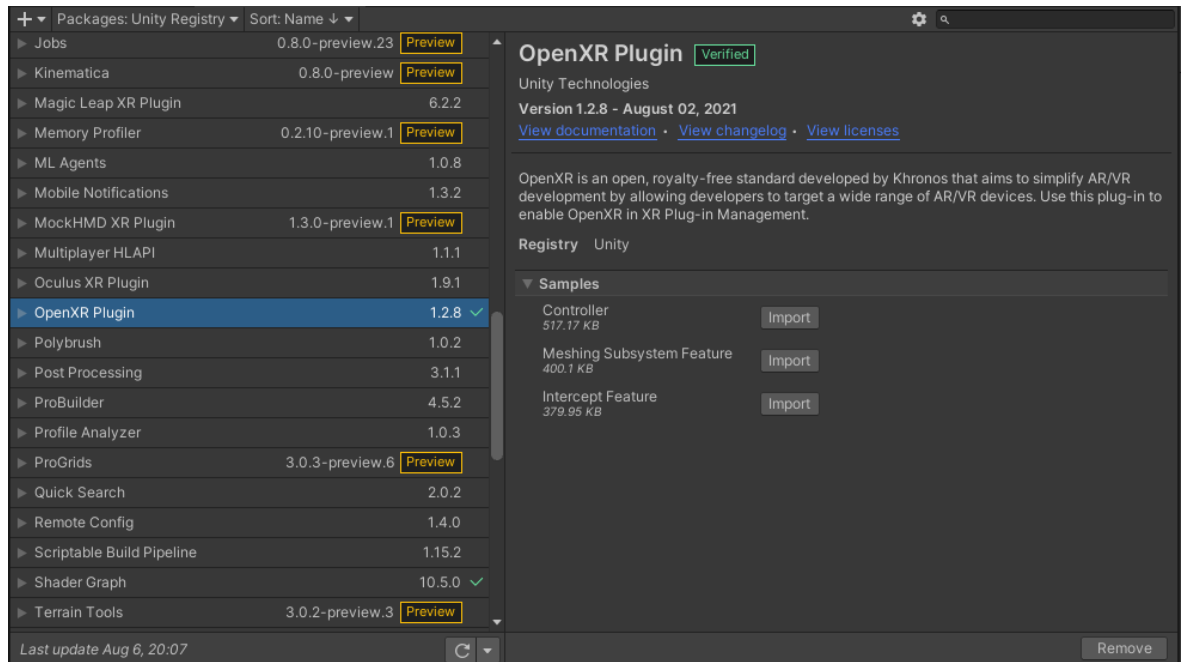 Packages: Unity Registry Sort: Name ↓
Jobs 0.8.0-preview.23 Preview
Kinematica 0.8.0-preview Preview
Magic Leap XR Plugin 6.2.2
Memory Profiler 0.2.10-preview.1 Preview
ML Agents 1.0.8
Mobile Notifications 1.3.2
MockHMD XR Plugin 1.3.0-preview.1 Preview
Multiplayer HLAPI 1.1.1
Oculus XR Plugin 1.9.1
OpenXR Plugin 1.2.8
Polybrush 1.0.2
Post Processing 3.1.1
ProBuilder 4.5.2
Profile Analyzer 1.0.3
ProGrids 3.0.3-preview.6 Preview
Quick Search 2.0.2
Remote Config 1.4.0
Scriptable Build Pipeline 1.15.2
Shader Graph 10.5.0
Terrain Tools 3.0.2-preview.3 Preview
Last update Aug 6, 20:07
OpenXR Plugin Verified
Unity Technologies
Version 1.2.8 - August 02, 2021
View documentation • View changelog • View licenses
OpenXR is an open, royalty-free standard developed by Khronos that aims to simplify AR/VR
development by allowing developers to target a wide range of AR/VR devices. Use this plug-in to
enable OpenXR in XR Plug-in Management.
Registry Unity
Samples
Controller
517.17 KB
Import
Meshing Subsystem Feature
400.1 KB
Import
Intercept Feature
379.95 KB
Import
Remove